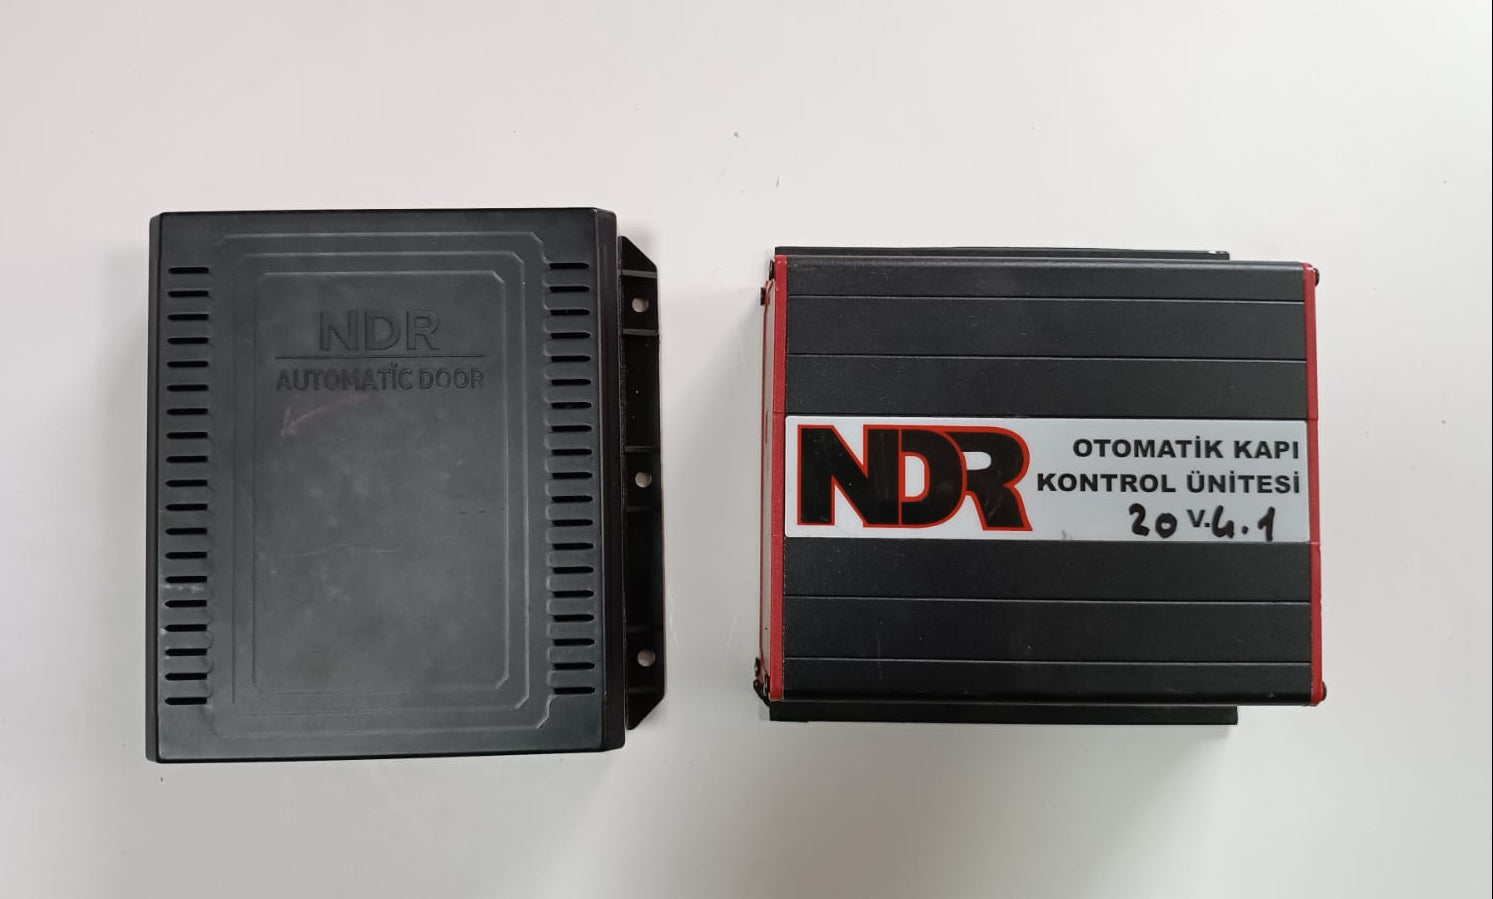 NDR
AUTOMATİC DOOR
NDR
OTOMATİK KAPI
KONTROL ÜNİTESİ
20 V.4.1